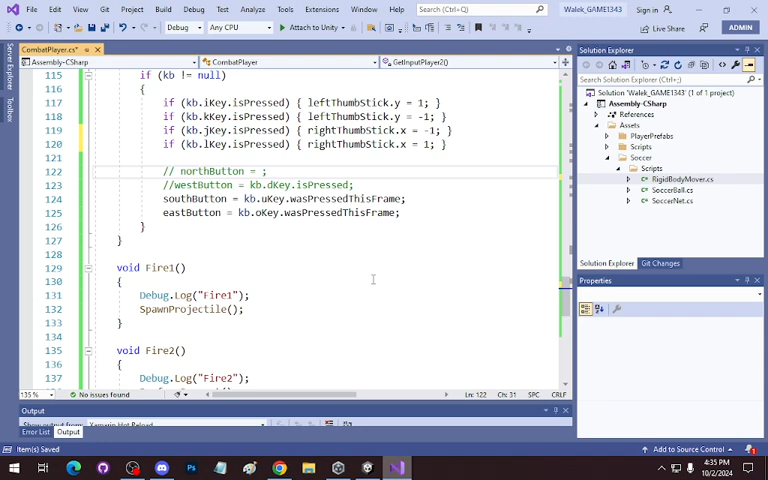 File Edit View Git Project Build Debug Test Analyze Tools Extensions Window Help Search (Ctrl+Q) Walek_GAME1343 Sign in
Debug Any CPU Attach to Unity Live Share ADMIN
Server Explorer
Toolbox
CombatPlayer.cs*
Assembly-CSharp CombatPlayer GetInputPlayer2()
115 if (kb != null)
116 {
117 if (kb.iKey.isPressed) { leftThumbStick.y = 1; }
118 if (kb.kKey.isPressed) { leftThumbStick.y = -1; }
119 if (kb.jKey.isPressed) { rightThumbStick.x = -1; }
120 if (kb.lKey.isPressed) { rightThumbStick.x = 1; }
121
122 // northButton = ;
123 //westButton = kb.dKey.isPressed;
124 southButton = kb.uKey.wasPressedThisFrame;
125 eastButton = kb.oKey.wasPressedThisFrame;
126 }
127 }
128
129 void Fire1()
130 {
131 Debug.Log("Fire1");
132 SpawnProjectile();
133 }
134
135 void Fire2()
136 {
137 Debug.Log("Fire2");
135 % No issues found Ln: 122 Ch: 31 SPC CRLF
Output
Error List Output
Solution Explorer
Search Solution Explorer (Ctrl+;)
Solution 'Walek_GAME1343' (1 of 1 project)
Assembly-CSharp
References
Assets
PlayerPrefabs
Scripts
Soccer
Scripts
RigidBodyMover.cs
SoccerBall.cs
SoccerNet.cs
Solution Explorer Git Changes
Properties
Item(s) Saved Add to Source Control
4:35 PM
10/2/2024